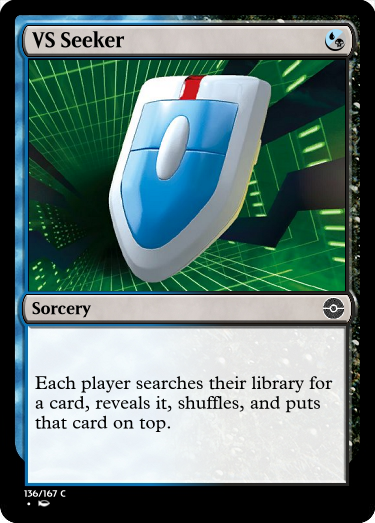 VS Seeker
Sorcery
Each player searches their library for
a card, reveals it, shuffles, and puts
that card on top.
136/167 C